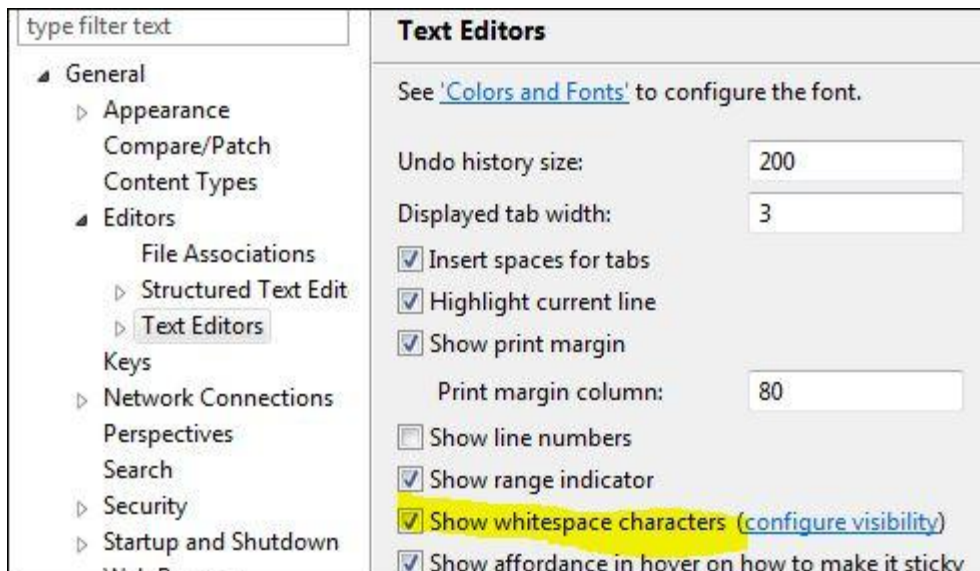 type filter text
General
Appearance
Compare/Patch
Content Types
Editors
File Associations
Structured Text Edit
Text Editors
Keys
Network Connections
Perspectives
Search
Security
Startup and Shutdown
Text Editors
See 'Colors and Fonts' to configure the font.
Undo history size: 200
Displayed tab width: 3
Insert spaces for tabs
Highlight current line
Show print margin
Print margin column: 80
Show line numbers
Show range indicator
Show whitespace characters (configure visibility)
Show affordance in hover on how to make it sticky